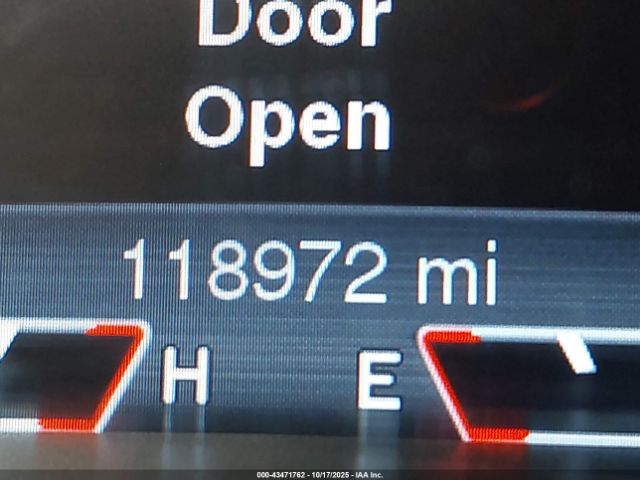 Door
Open
118972 mi
H E
000-43471762 - 10/17/2025 - IAA Inc.